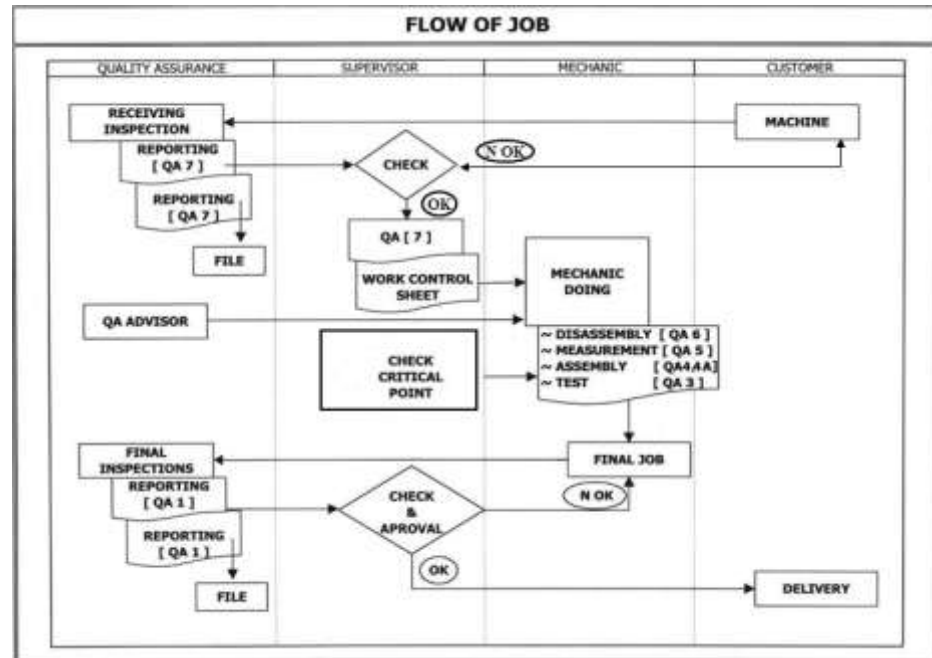 FLOW OF JOB
QUALITY ASSURANCE
SUPERVISOR
MECHANIC
CUSTOMER
RECEIVING
INSPECTION
MACHINE
REPORTING
[ QA 7 ]
CHECK
N OK
REPORTING
[ QA 7 ]
OK
FILE
QA [ 7 ]
WORK CONTROL
SHEET
MECHANIC
DOING
QA ADVISOR
~ DISASSEMBLY [ QA 6 ]
~ MEASUREMENT [ QA 5 ]
~ ASSEMBLY [ QA4,4A]
~ TEST [ QA 3 ]
CHECK
CRITICAL
POINT
FINAL
INSPECTIONS
FINAL JOB
REPORTING
[ QA 1 ]
CHECK
&
APROVAL
N OK
REPORTING
[ QA 1 ]
OK
FILE
DELIVERY